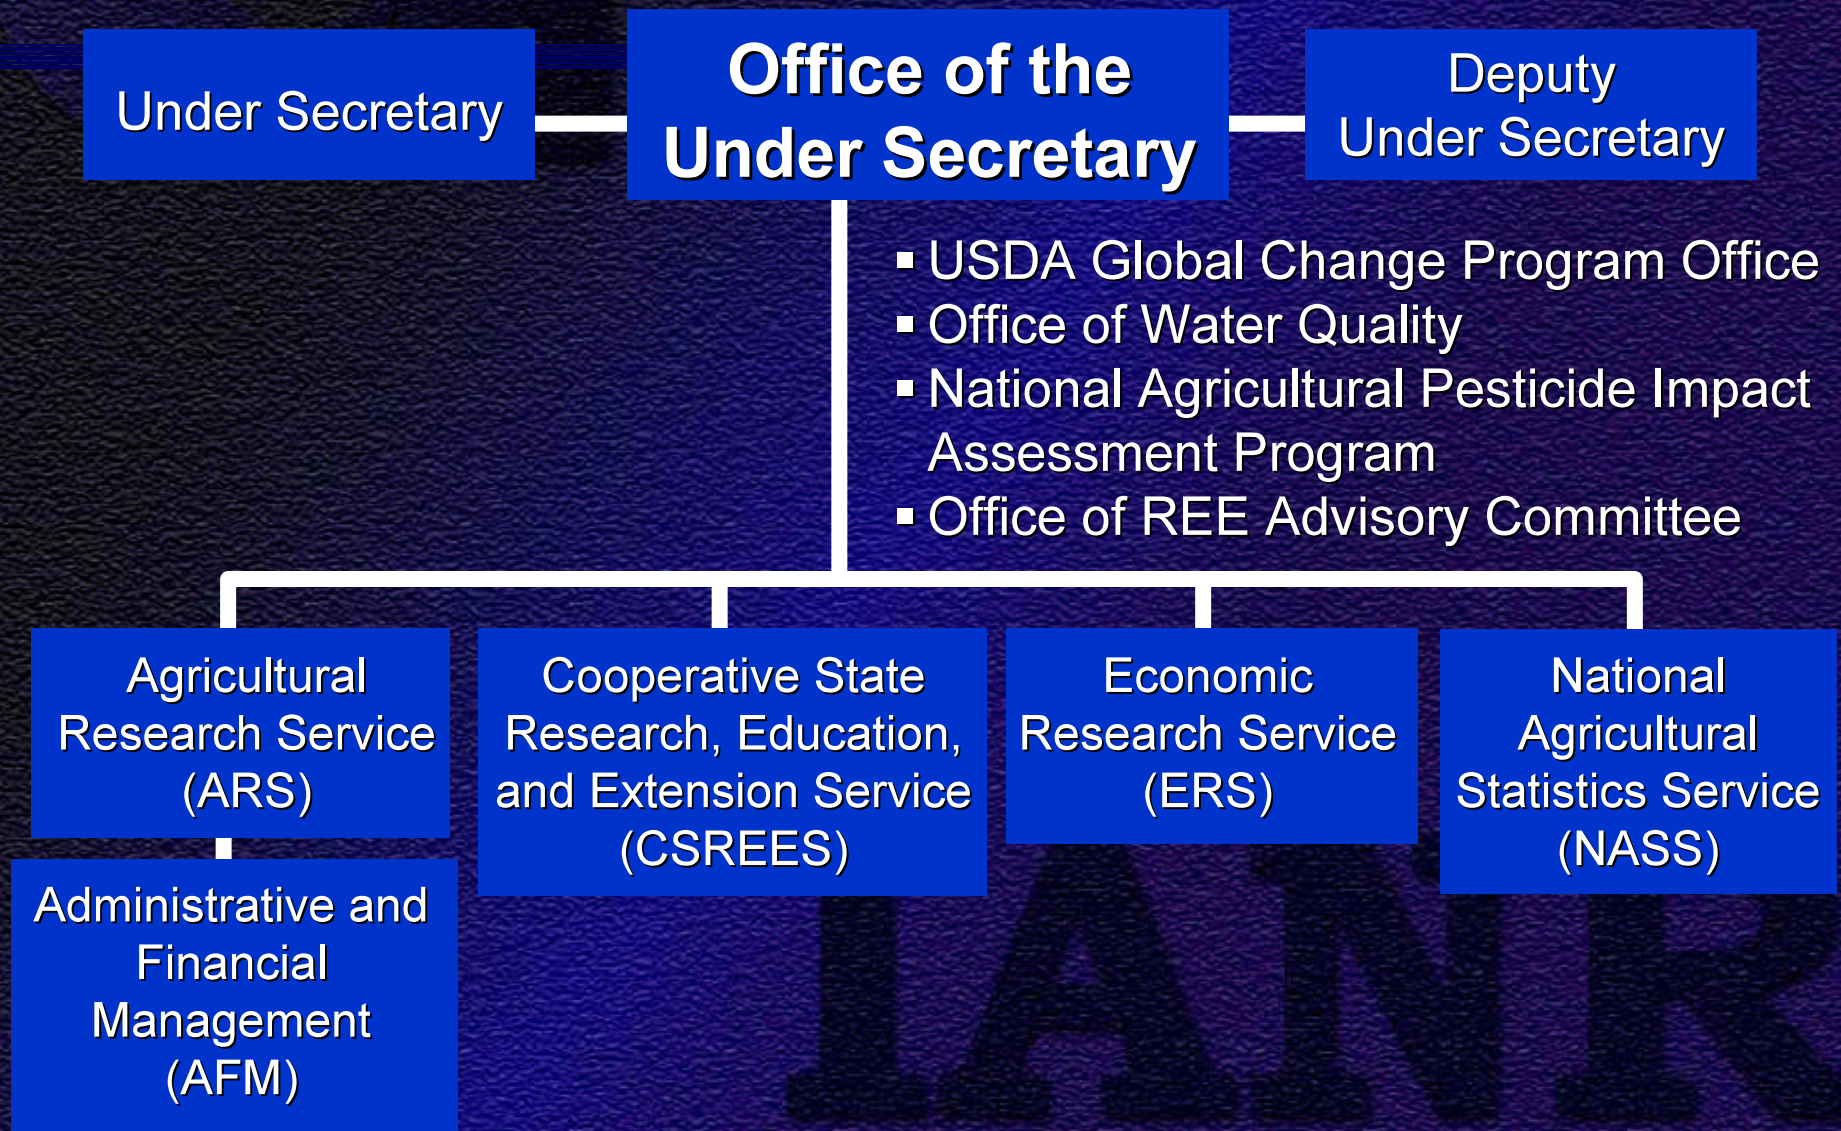 Under Secretary
Office of the
Under Secretary
Deputy
Under Secretary
▪ USDA Global Change Program Office
▪ Office of Water Quality
▪ National Agricultural Pesticide Impact
Assessment Program
▪ Office of REE Advisory Committee
Agricultural
Research Service
(ARS)
Cooperative State
Research, Education,
and Extension Service
(CSREES)
Economic
Research Service
(ERS)
National
Agricultural
Statistics Service
(NASS)
Administrative and
Financial
Management
(AFM)
IANR